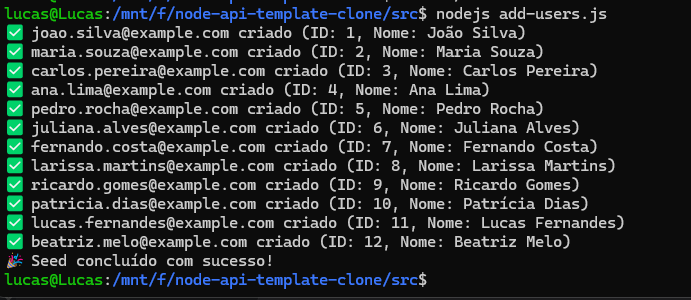 lucas@Lucas:/mnt/f/node-api-template-clone/src$ nodejs add-users.js
✅ joao.silva@example.com criado (ID: 1, Nome: João Silva)
✅ maria.souza@example.com criado (ID: 2, Nome: Maria Souza)
✅ carlos.pereira@example.com criado (ID: 3, Nome: Carlos Pereira)
✅ ana.lima@example.com criado (ID: 4, Nome: Ana Lima)
✅ pedro.rocha@example.com criado (ID: 5, Nome: Pedro Rocha)
✅ juliana.alves@example.com criado (ID: 6, Nome: Juliana Alves)
✅ fernando.costa@example.com criado (ID: 7, Nome: Fernando Costa)
✅ larissa.martins@example.com criado (ID: 8, Nome: Larissa Martins)
✅ ricardo.gomes@example.com criado (ID: 9, Nome: Ricardo Gomes)
✅ patricia.dias@example.com criado (ID: 10, Nome: Patrícia Dias)
✅ lucas.fernandes@example.com criado (ID: 11, Nome: Lucas Fernandes)
✅ beatriz.melo@example.com criado (ID: 12, Nome: Beatriz Melo)
🎉 Seed concluído com sucesso!
lucas@Lucas:/mnt/f/node-api-template-clone/src$